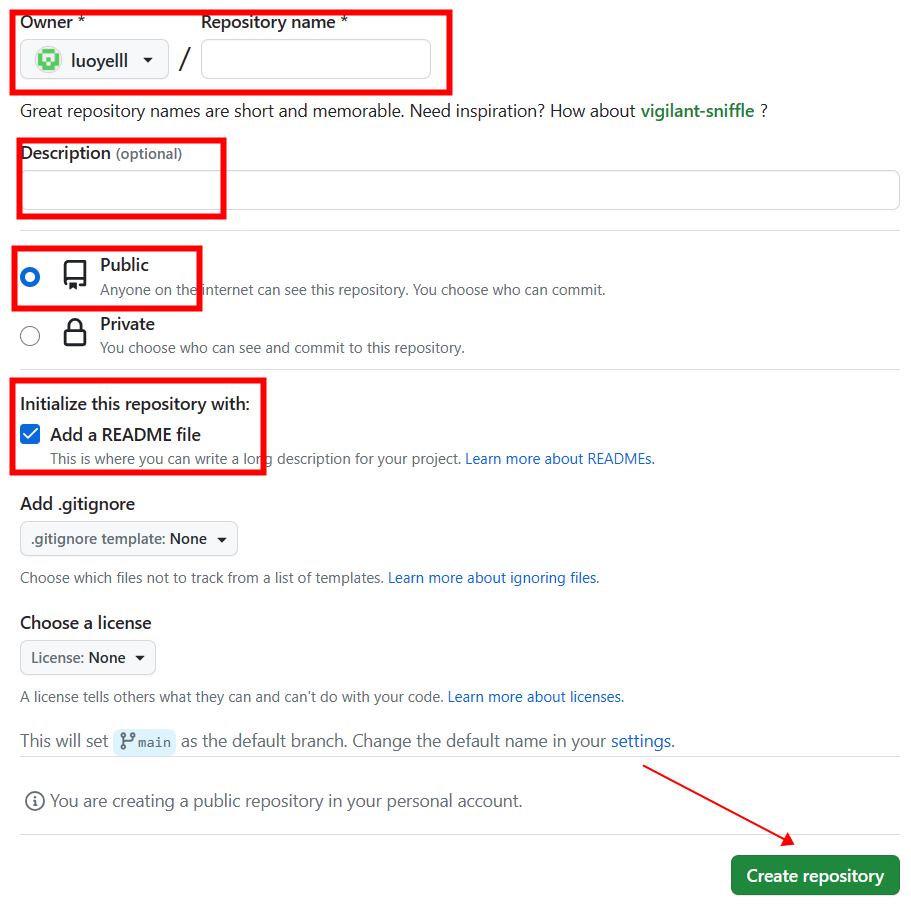 Owner * Repository name *
luoyelll /
Great repository names are short and memorable. Need inspiration? How about vigilant-sniffle ?
Description (optional)
Public
Anyone on the internet can see this repository. You choose who can commit.
Private
You choose who can see and commit to this repository.
Initialize this repository with:
Add a README file
This is where you can write a long description for your project. Learn more about READMEs.
Add .gitignore
.gitignore template: None
Choose which files not to track from a list of templates. Learn more about ignoring files.
Choose a license
License: None
A license tells others what they can and can't do with your code. Learn more about licenses.
This will set main as the default branch. Change the default name in your settings.
You are creating a public repository in your personal account.
Create repository